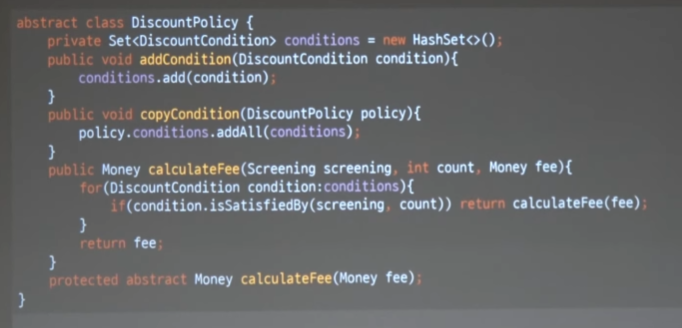 abstract class DiscountPolicy {
    private Set<DiscountCondition> conditions = new HashSet<>();
    public void addCondition(DiscountCondition condition){
        conditions.add(condition);
    }
    public void copyCondition(DiscountPolicy policy){
        policy.conditions.addAll(conditions);
    }
    public Money calculateFee(Screening screening, int count, Money fee){
        for(DiscountCondition condition:conditions){
            if(condition.isSatisfiedBy(screening, count)) return calculateFee(fee);
        }
        return fee;
    }
    protected abstract Money calculateFee(Money fee);
}